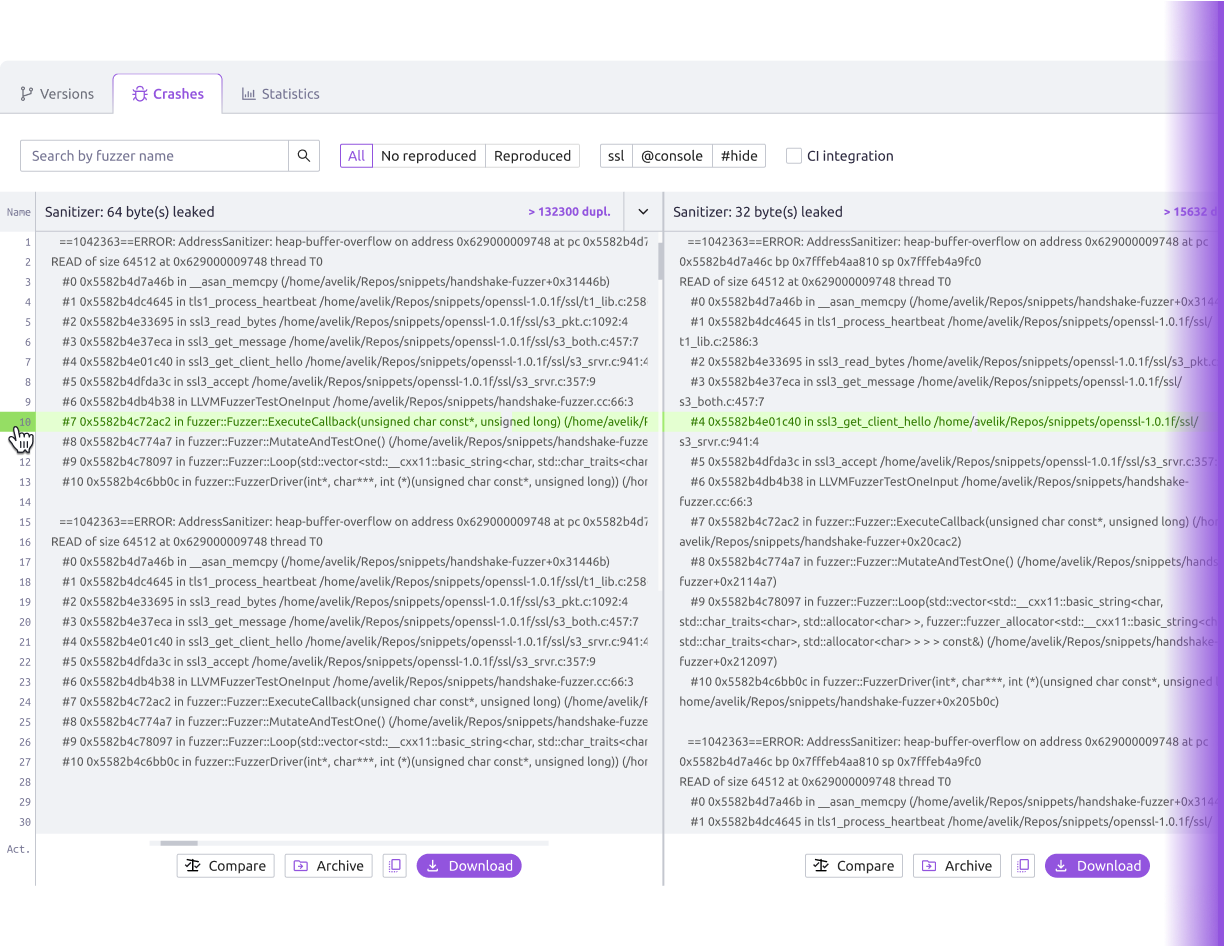 Versions
Crashes
Statistics
Search by fuzzer name
All No reproduced Reproduced
ssl @console #hide
CI integration
Name
Sanitizer: 64 byte(s) leaked
> 132300 dupl.
1 ==1042363==ERROR: AddressSanitizer: heap-buffer-overflow on address 0x629000009748 at pc 0x5582b4d7
2 READ of size 64512 at 0x629000009748 thread T0
3 #0 0x5582b4d7a46b in __asan_memcpy (/home/avelik/Repos/snippets/handshake-fuzzer+0x31446b)
4 #1 0x5582b4dc4645 in tls1_process_heartbeat /home/avelik/Repos/snippets/openssl-1.0.1f/ssl/t1_lib.c:258
5 #2 0x5582b4e33695 in ssl3_read_bytes /home/avelik/Repos/snippets/openssl-1.0.1f/ssl/s3_pkt.c:1092:4
6 #3 0x5582b4e37eca in ssl3_get_message /home/avelik/Repos/snippets/openssl-1.0.1f/ssl/s3_both.c:457:7
7 #4 0x5582b4e01c40 in ssl3_get_client_hello /home/avelik/Repos/snippets/openssl-1.0.1f/ssl/s3_srvr.c:941:4
8 #5 0x5582b4dfda3c in ssl3_accept /home/avelik/Repos/snippets/openssl-1.0.1f/ssl/s3_srvr.c:357:9
9 #6 0x5582b4db4b38 in LLVMFuzzerTestOneInput /home/avelik/Repos/snippets/handshake-fuzzer.cc:66:3
10 #7 0x5582b4c72ac2 in fuzzer::Fuzzer::ExecuteCallback(unsigned char const*, unsigned long) (/home/avelik/F
#8 0x5582b4c774a7 in fuzzer::Fuzzer::MutateAndTestOne() (/home/avelik/Repos/snippets/handshake-fuzze
12 #9 0x5582b4c78097 in fuzzer::Fuzzer::Loop(std::vector<std::__cxx11::basic_string<char, std::char_traits<char
13 #10 0x5582b4c6bb0c in fuzzer::FuzzerDriver(int*, char***, int (*)(unsigned char const*, unsigned long)) (/hor
14
15 ==1042363==ERROR: AddressSanitizer: heap-buffer-overflow on address 0x629000009748 at pc 0x5582b4d7
16 READ of size 64512 at 0x629000009748 thread T0
17 #0 0x5582b4d7a46b in __asan_memcpy (/home/avelik/Repos/snippets/handshake-fuzzer+0x31446b)
18 #1 0x5582b4dc4645 in tls1_process_heartbeat /home/avelik/Repos/snippets/openssl-1.0.1f/ssl/t1_lib.c:258
19 #2 0x5582b4e33695 in ssl3_read_bytes /home/avelik/Repos/snippets/openssl-1.0.1f/ssl/s3_pkt.c:1092:4
20 #3 0x5582b4e37eca in ssl3_get_message /home/avelik/Repos/snippets/openssl-1.0.1f/ssl/s3_both.c:457:7
21 #4 0x5582b4e01c40 in ssl3_get_client_hello /home/avelik/Repos/snippets/openssl-1.0.1f/ssl/s3_srvr.c:941:4
22 #5 0x5582b4dfda3c in ssl3_accept /home/avelik/Repos/snippets/openssl-1.0.1f/ssl/s3_srvr.c:357:9
23 #6 0x5582b4db4b38 in LLVMFuzzerTestOneInput /home/avelik/Repos/snippets/handshake-fuzzer.cc:66:3
24 #7 0x5582b4c72ac2 in fuzzer::Fuzzer::ExecuteCallback(unsigned char const*, unsigned long) (/home/avelik/F
25 #8 0x5582b4c774a7 in fuzzer::Fuzzer::MutateAndTestOne() (/home/avelik/Repos/snippets/handshake-fuzze
26 #9 0x5582b4c78097 in fuzzer::Fuzzer::Loop(std::vector<std::__cxx11::basic_string<char, std::char_traits<char
27 #10 0x5582b4c6bb0c in fuzzer::FuzzerDriver(int*, char***, int (*)(unsigned char const*, unsigned long)) (/hor
28
29
30
Act.
Compare Archive Download
Sanitizer: 32 byte(s) leaked
> 15632 d
==1042363==ERROR: AddressSanitizer: heap-buffer-overflow on address 0x629000009748 at pc
0x5582b4d7a46c bp 0x7fffeb4aa810 sp 0x7fffeb4a9fc0
READ of size 64512 at 0x629000009748 thread T0
#0 0x5582b4d7a46b in __asan_memcpy (/home/avelik/Repos/snippets/handshake-fuzzer+0x314
#1 0x5582b4dc4645 in tls1_process_heartbeat /home/avelik/Repos/snippets/openssl-1.0.1f/ssl/
t1_lib.c:2586:3
#2 0x5582b4e33695 in ssl3_read_bytes /home/avelik/Repos/snippets/openssl-1.0.1f/ssl/s3_pkt.c
#3 0x5582b4e37eca in ssl3_get_message /home/avelik/Repos/snippets/openssl-1.0.1f/ssl/
s3_both.c:457:7
#4 0x5582b4e01c40 in ssl3_get_client_hello /home/avelik/Repos/snippets/openssl-1.0.1f/ssl/
s3_srvr.c:941:4
#5 0x5582b4dfda3c in ssl3_accept /home/avelik/Repos/snippets/openssl-1.0.1f/ssl/s3_srvr.c:357:
#6 0x5582b4db4b38 in LLVMFuzzerTestOneInput /home/avelik/Repos/snippets/handshake-
fuzzer.cc:66:3
#7 0x5582b4c72ac2 in fuzzer::Fuzzer::ExecuteCallback(unsigned char const*, unsigned long) (/ho
avelik/Repos/snippets/handshake-fuzzer+0x20cac2)
#8 0x5582b4c774a7 in fuzzer::Fuzzer::MutateAndTestOne() (/home/avelik/Repos/snippets/hands
fuzzer+0x2114a7)
#9 0x5582b4c78097 in fuzzer::Fuzzer::Loop(std::vector<std::__cxx11::basic_string<char,
std::char_traits<char>, std::allocator<char> >, fuzzer::fuzzer_allocator<std::__cxx11::basic_string<ch
std::char_traits<char>, std::allocator<char> > > > const&) (/home/avelik/Repos/snippets/handshake-
fuzzer+0x212097)
#10 0x5582b4c6bb0c in fuzzer::FuzzerDriver(int*, char***, int (*)(unsigned char const*, unsigned
home/avelik/Repos/snippets/handshake-fuzzer+0x205b0c)
==1042363==ERROR: AddressSanitizer: heap-buffer-overflow on address 0x629000009748 at pc
0x5582b4d7a46c bp 0x7fffeb4aa810 sp 0x7fffeb4a9fc0
READ of size 64512 at 0x629000009748 thread T0
#0 0x5582b4d7a46b in __asan_memcpy (/home/avelik/Repos/snippets/handshake-fuzzer+0x314
#1 0x5582b4dc4645 in tls1_process_heartbeat /home/avelik/Repos/snippets/openssl-1.0.1f/ssl/
Compare Archive Download